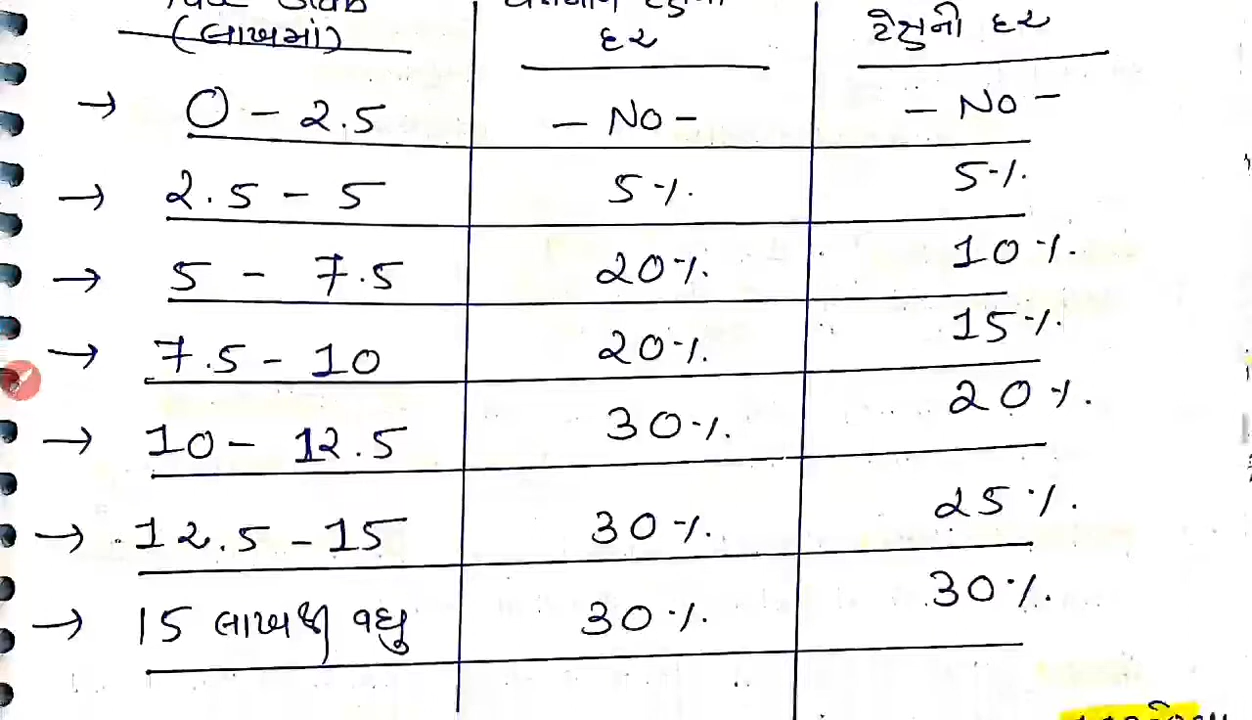 (લાખમાં) દર ટેક્ષની દર
→ 0 – 2.5 – No – – No –
→ 2.5 – 5 5% 5%
→ 5 – 7.5 20% 10%
→ 7.5 – 10 20% 15%
→ 10 – 12.5 30% 20%
→ 12.5 – 15 30% 25%
→ 15 લાખથી વધુ 30% 30%